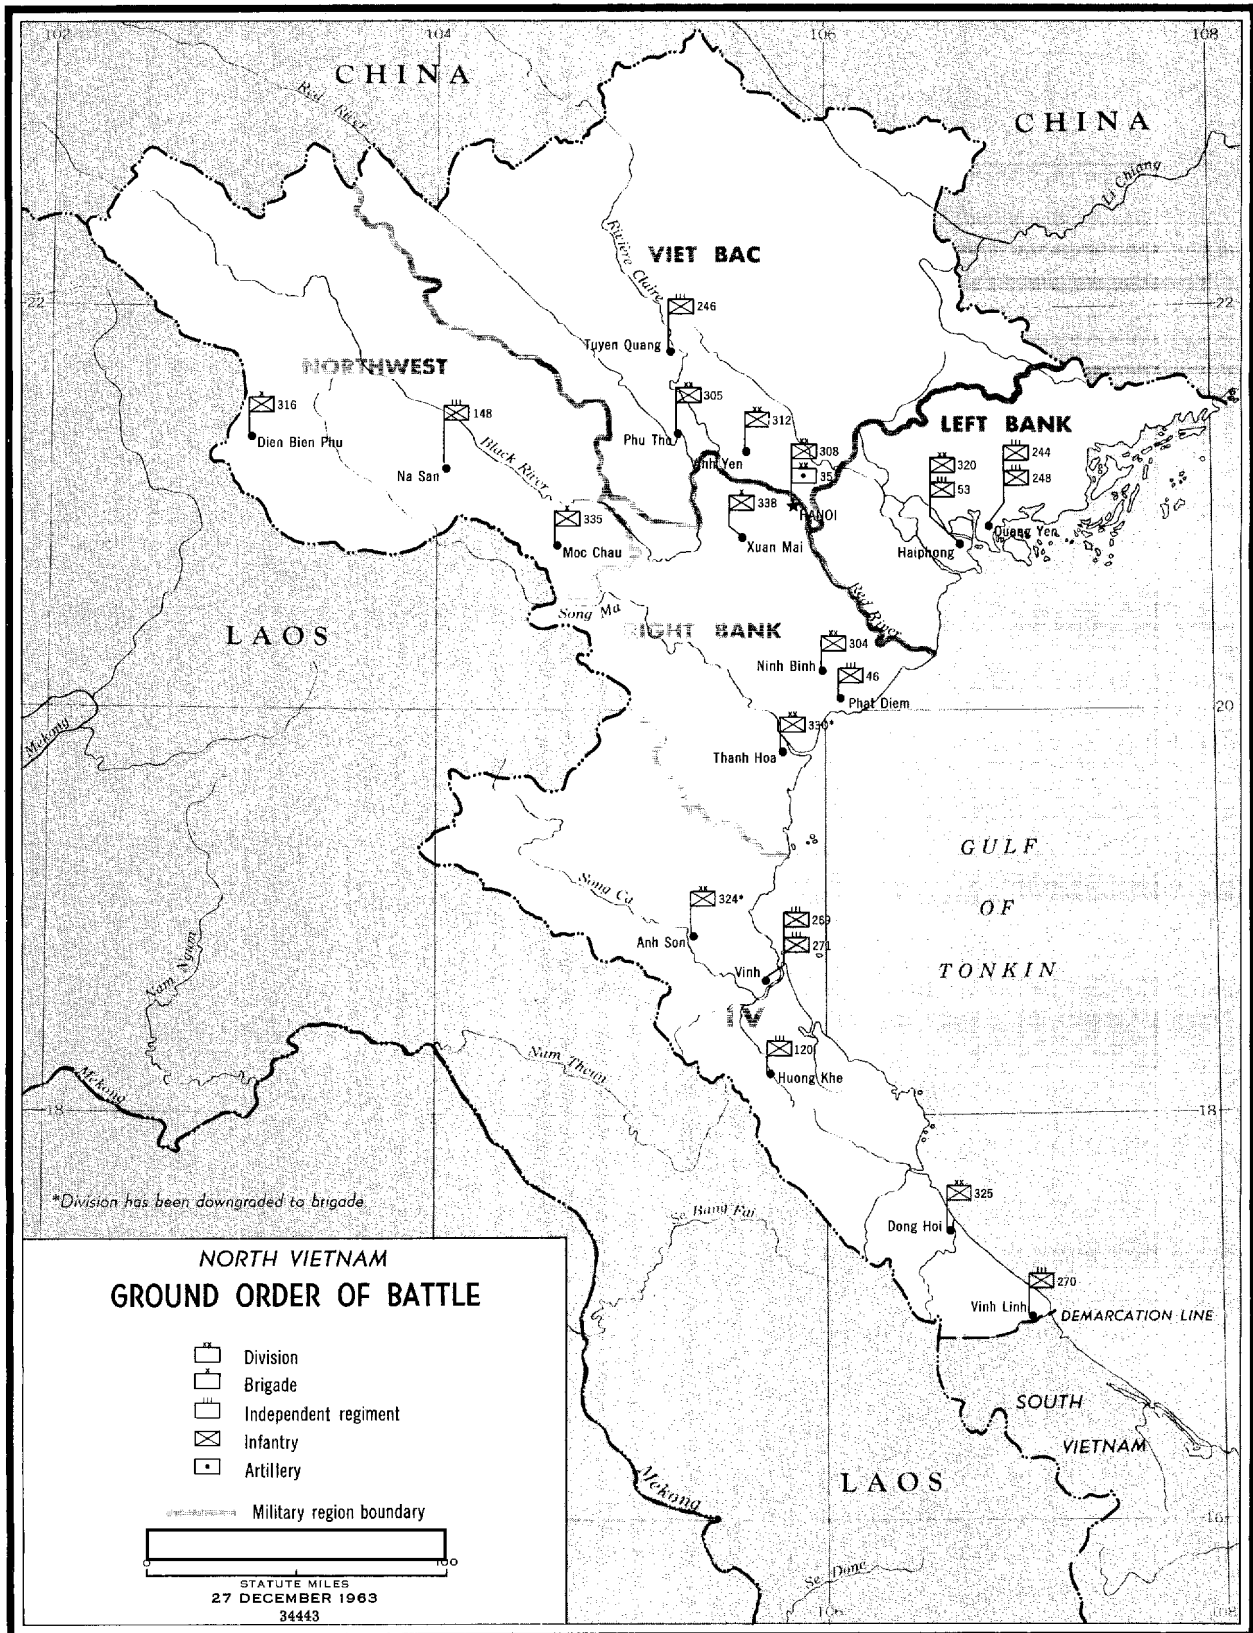 102
104
106
108
CHINA
CHINA
Red River
Li Chiang
Rivière Claire
VIET BAC
22
22
246
Tuyen Quang
NORTHWEST
316
Dien Bien Phu
148
Na San
Black River
305
Phu Tho
312
308
HANOI
LEFT BANK
320
53
244
248
Haiphong
Quang Yen
335
Moc Chau
338
Xuan Mai
Song Ma
Red River
LAOS
RIGHT BANK
304
Ninh Binh
46
Phat Diem
Mekong
20
330*
Thanh Hoa
GULF
OF
TONKIN
Song Ca
324*
Anh Son
269
271
Vinh
Nam Ngum
IV
120
Huong Khe
Nam Theun
Mekong
18
18
*Division has been downgraded to brigade
325
Dong Hoi
Se Bang Fai
270
Vinh Linh
DEMARCATION LINE
SOUTH
VIETNAM
LAOS
Mekong
16
Se Done
106
108
NORTH VIETNAM
GROUND ORDER OF BATTLE
xx Division
x Brigade
III Independent regiment
Infantry
Artillery
Military region boundary
0 100
STATUTE MILES
27 DECEMBER 1963
34443